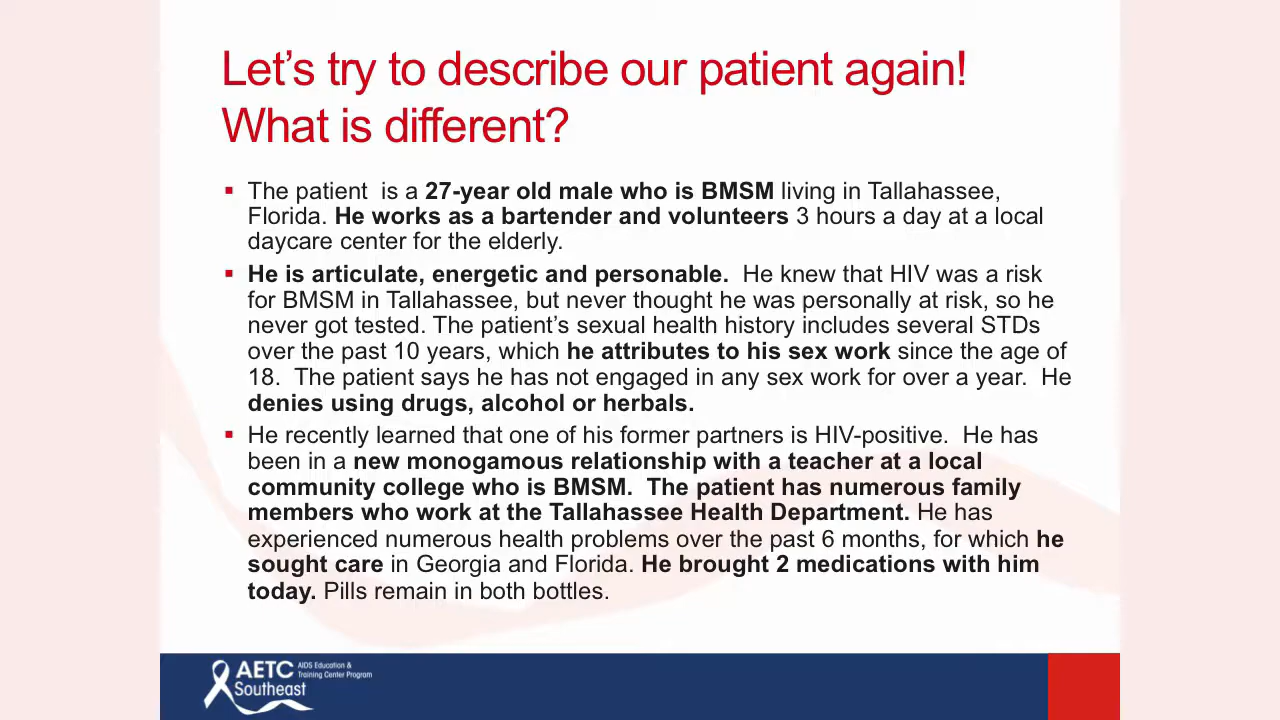 Let's try to describe our patient again!
What is different?
▪ The patient  is a 27-year old male who is BMSM living in Tallahassee,
Florida. He works as a bartender and volunteers 3 hours a day at a local
daycare center for the elderly.
▪ He is articulate, energetic and personable.  He knew that HIV was a risk
for BMSM in Tallahassee, but never thought he was personally at risk, so he
never got tested. The patient's sexual health history includes several STDs
over the past 10 years, which he attributes to his sex work since the age of
18.  The patient says he has not engaged in any sex work for over a year.  He
denies using drugs, alcohol or herbals.
▪ He recently learned that one of his former partners is HIV-positive.  He has
been in a new monogamous relationship with a teacher at a local
community college who is BMSM.  The patient has numerous family
members who work at the Tallahassee Health Department. He has
experienced numerous health problems over the past 6 months, for which he
sought care in Georgia and Florida. He brought 2 medications with him
today. Pills remain in both bottles.
AETC AIDS Education &
Training Center Program
Southeast